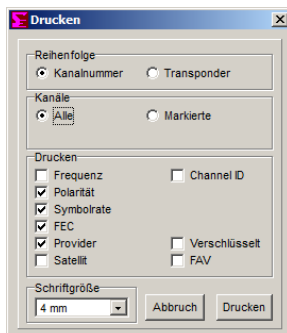 Drucken
Reihenfolge
Kanalnummer Transponder
Kanäle
Alle Markierte
Drucken
Frequenz Channel ID
Polarität
Symbolrate
FEC
Provider Verschlüsselt
Satellit FAV
Schriftgröße
4 mm Abbruch Drucken